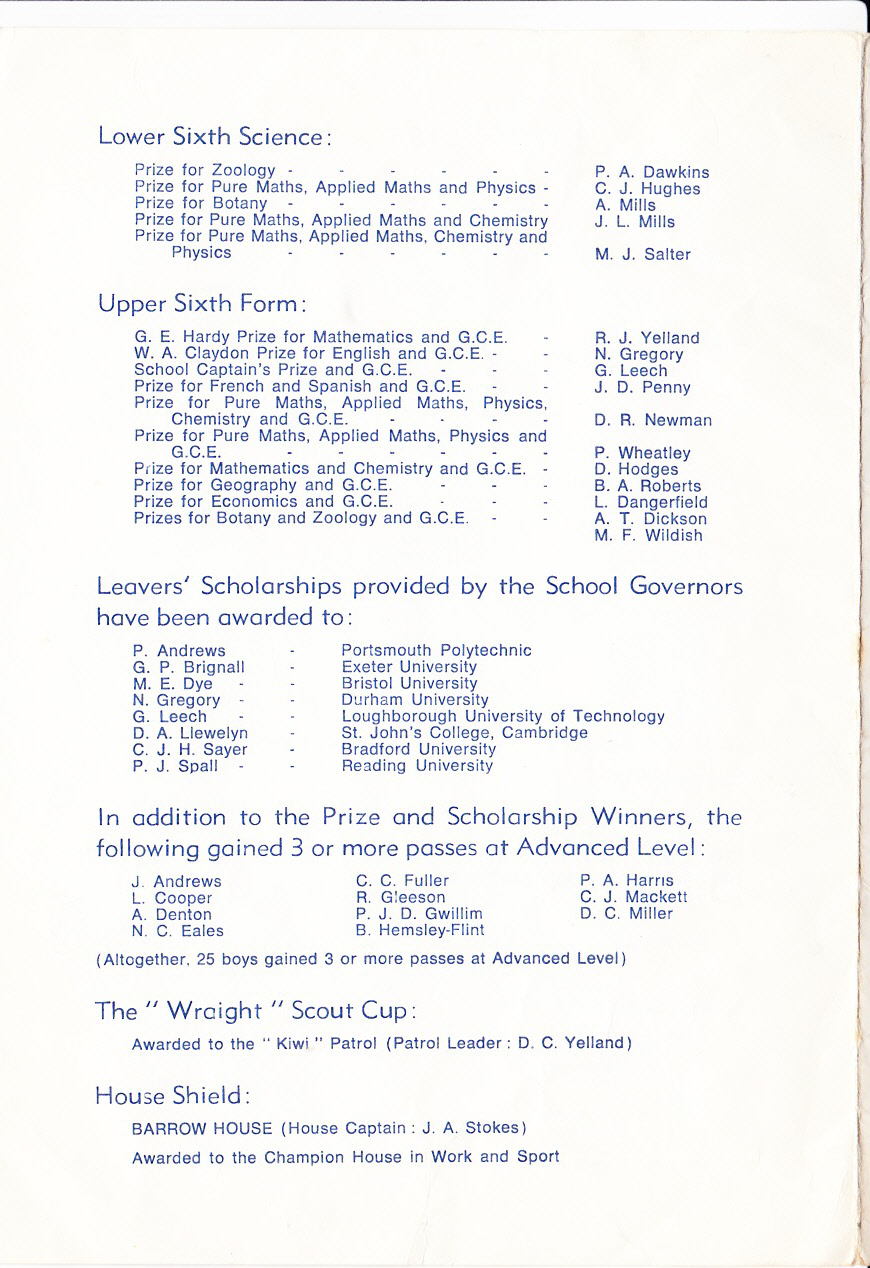 Lower Sixth Science:
Prize for Zoology - - - - - - P. A. Dawkins
Prize for Pure Maths, Applied Maths and Physics - C. J. Hughes
Prize for Botany - - - - - - A. Mills
Prize for Pure Maths, Applied Maths and Chemistry J. L. Mills
Prize for Pure Maths, Applied Maths, Chemistry and
Physics - - - - - - M. J. Salter
Upper Sixth Form:
G. E. Hardy Prize for Mathematics and G.C.E. - R. J. Yelland
W. A. Claydon Prize for English and G.C.E. - - N. Gregory
School Captain's Prize and G.C.E. - - - G. Leech
Prize for French and Spanish and G.C.E. - - J. D. Penny
Prize for Pure Maths, Applied Maths, Physics,
Chemistry and G.C.E. - - - - D. R. Newman
Prize for Pure Maths, Applied Maths, Physics and
G.C.E. - - - - - - P. Wheatley
Prize for Mathematics and Chemistry and G.C.E. - D. Hodges
Prize for Geography and G.C.E. - - - B. A. Roberts
Prize for Economics and G.C.E. - - - L. Dangerfield
Prizes for Botany and Zoology and G.C.E. - - A. T. Dickson
M. F. Wildish
Leavers' Scholarships provided by the School Governors
have been awarded to:
P. Andrews - Portsmouth Polytechnic
G. P. Brignall - Exeter University
M. E. Dye - - Bristol University
N. Gregory - - Durham University
G. Leech - - Loughborough University of Technology
D. A. Llewelyn - St. John's College, Cambridge
C. J. H. Sayer - Bradford University
P. J. Spall - - Reading University
In addition to the Prize and Scholarship Winners, the
following gained 3 or more passes at Advanced Level:
J. Andrews C. C. Fuller P. A. Harris
L. Cooper R. Gleeson C. J. Mackett
A. Denton P. J. D. Gwillim D. C. Miller
N. C. Eales B. Hemsley-Flint
(Altogether, 25 boys gained 3 or more passes at Advanced Level)
The "Wraight" Scout Cup:
Awarded to the "Kiwi" Patrol (Patrol Leader: D. C. Yelland)
House Shield:
BARROW HOUSE (House Captain: J. A. Stokes)
Awarded to the Champion House in Work and Sport